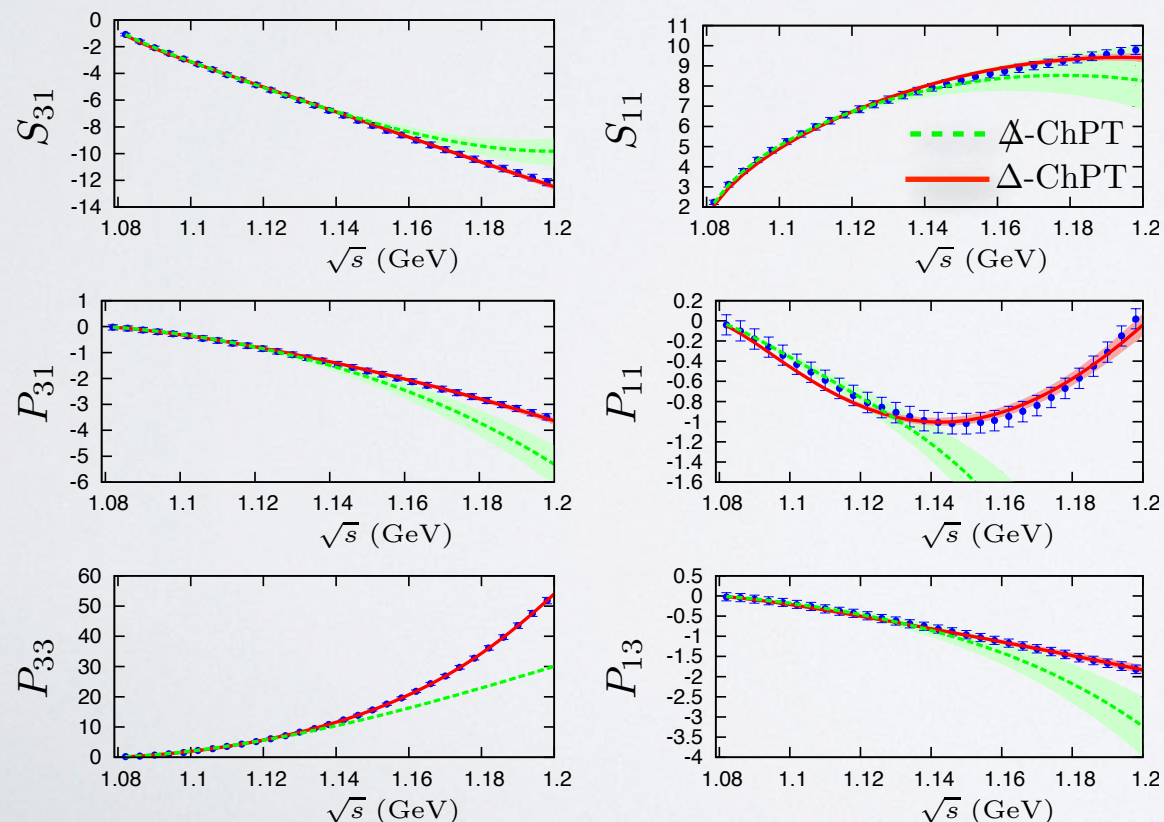 S₃₁
0
-2
-4
-6
-8
-10
-12
-14
1.08 1.1 1.12 1.14 1.16 1.18 1.2
√s (GeV)
S₁₁
11
10
9
8
7
6
5
4
3
2
1.08 1.1 1.12 1.14 1.16 1.18 1.2
√s (GeV)
Δ̸-ChPT
Δ-ChPT
P₃₁
1
0
-1
-2
-3
-4
-5
-6
1.08 1.1 1.12 1.14 1.16 1.18 1.2
√s (GeV)
P₁₁
0.2
0
-0.2
-0.4
-0.6
-0.8
-1
-1.2
-1.4
-1.6
1.08 1.1 1.12 1.14 1.16 1.18 1.2
√s (GeV)
P₃₃
60
50
40
30
20
10
0
1.08 1.1 1.12 1.14 1.16 1.18 1.2
√s (GeV)
P₁₃
0.5
0
-0.5
-1
-1.5
-2
-2.5
-3
-3.5
-4
1.08 1.1 1.12 1.14 1.16 1.18 1.2
√s (GeV)